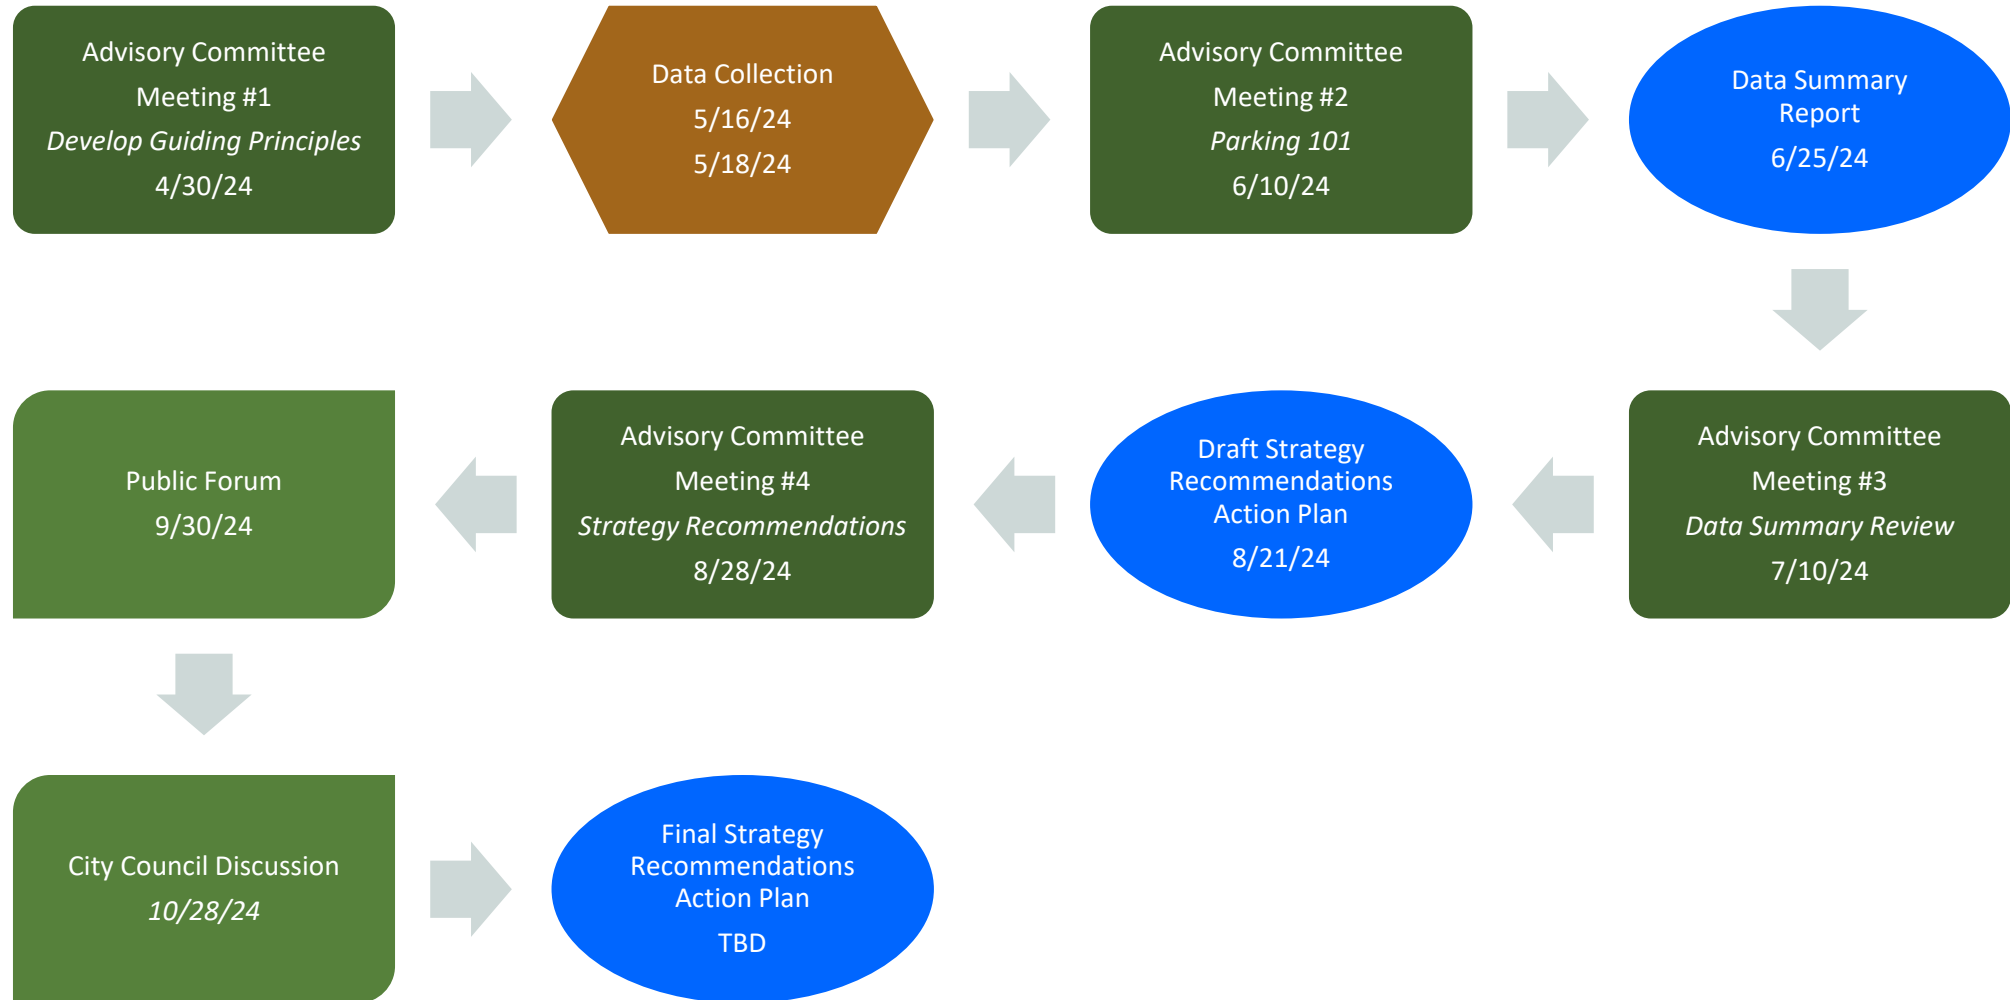 Advisory Committee
Meeting #1
Develop Guiding Principles
4/30/24
Data Collection
5/16/24
5/18/24
Advisory Committee
Meeting #2
Parking 101
6/10/24
Data Summary
Report
6/25/24
Advisory Committee
Meeting #3
Data Summary Review
7/10/24
Draft Strategy
Recommendations
Action Plan
8/21/24
Advisory Committee
Meeting #4
Strategy Recommendations
8/28/24
Public Forum
9/30/24
City Council Discussion
10/28/24
Final Strategy
Recommendations
Action Plan
TBD